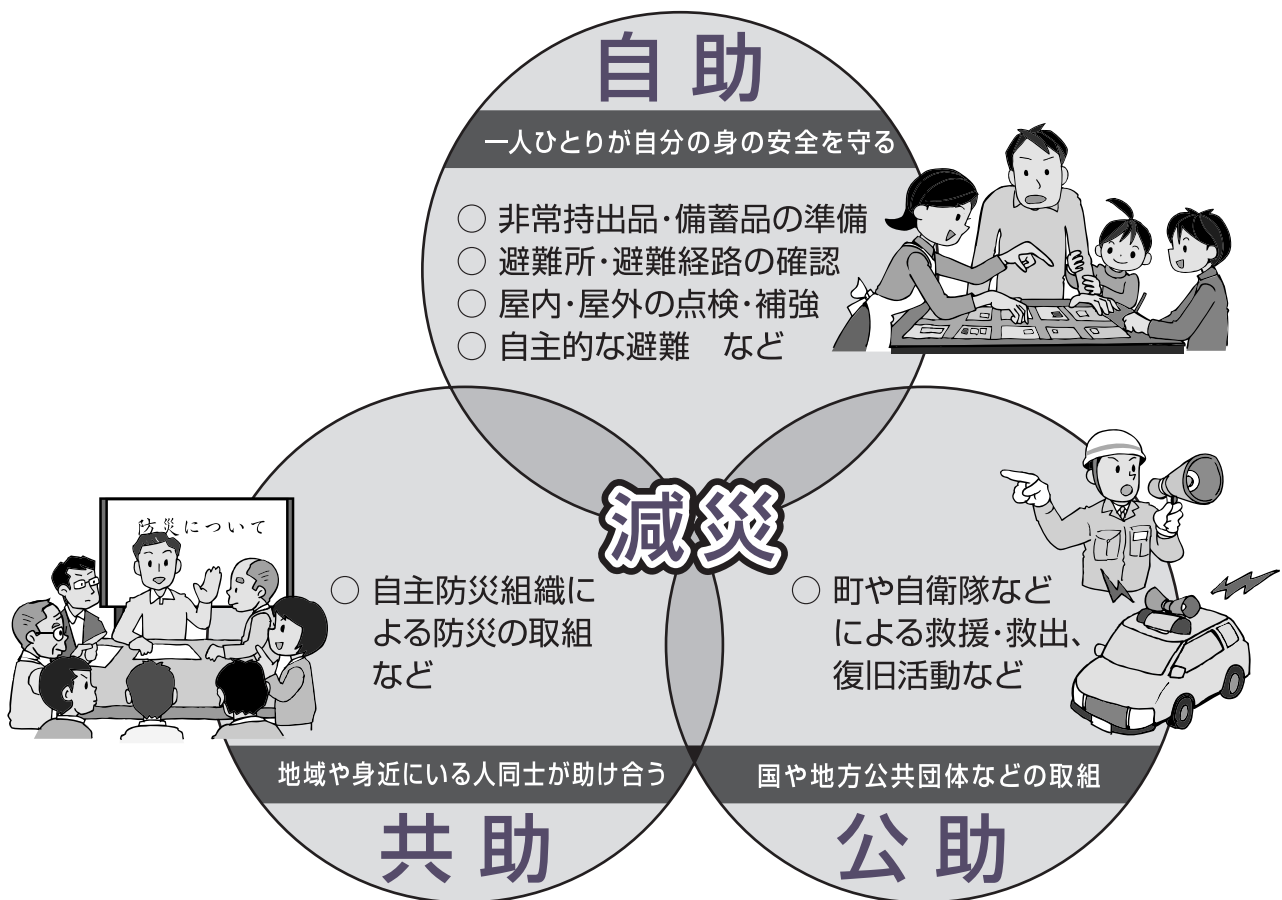 自助
一人ひとりが自分の身の安全を守る
○ 非常持出品・備蓄品の準備
○ 避難所・避難経路の確認
○ 屋内・屋外の点検・補強
○ 自主的な避難　など
減災
防災について
○ 自主防災組織に
よる防災の取組
など
地域や身近にいる人同士が助け合う
共助
○ 町や自衛隊など
による救援・救出、
復旧活動など
国や地方公共団体などの取組
公助